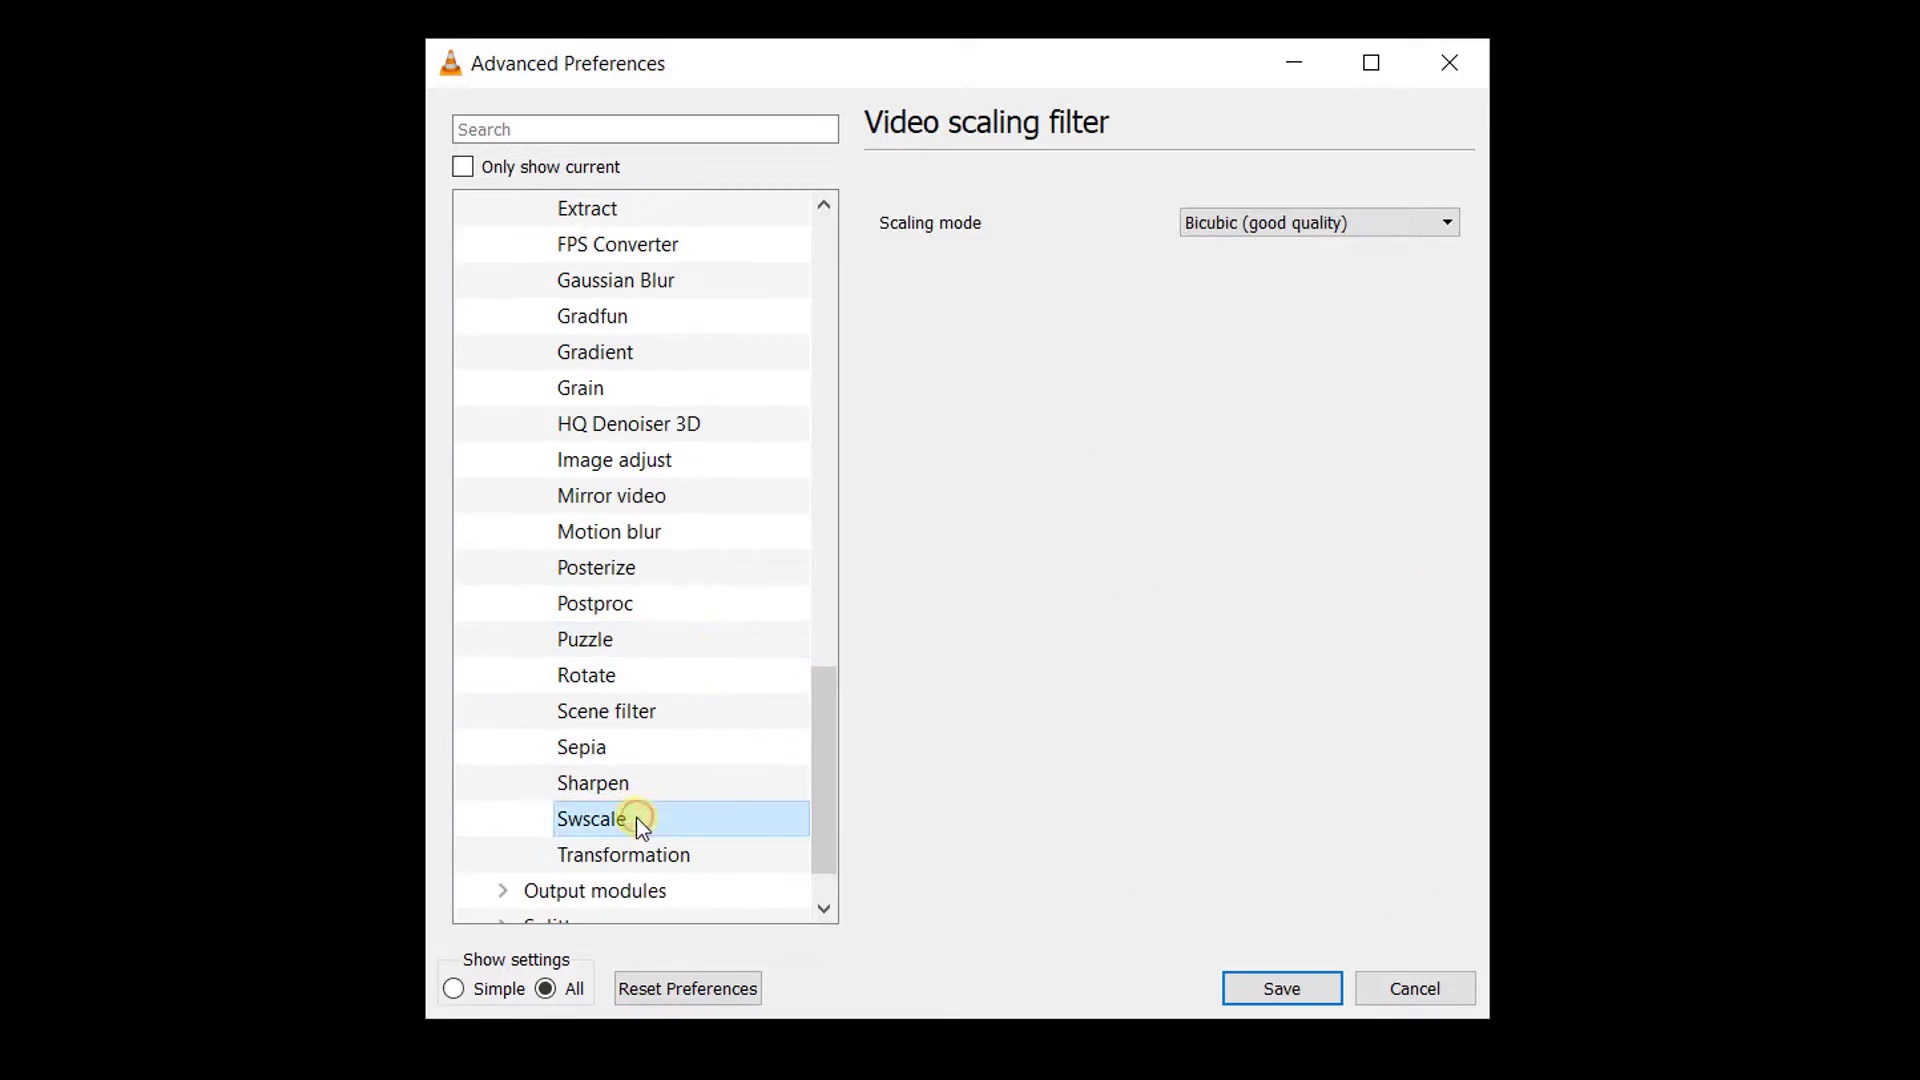 Advanced Preferences
Search
Only show current
Extract
FPS Converter
Gaussian Blur
Gradfun
Gradient
Grain
HQ Denoiser 3D
Image adjust
Mirror video
Motion blur
Posterize
Postproc
Puzzle
Rotate
Scene filter
Sepia
Sharpen
Swscale
Transformation
Output modules
Video scaling filter
Scaling mode
Bicubic (good quality)
Show settings
Simple
All
Reset Preferences
Save
Cancel